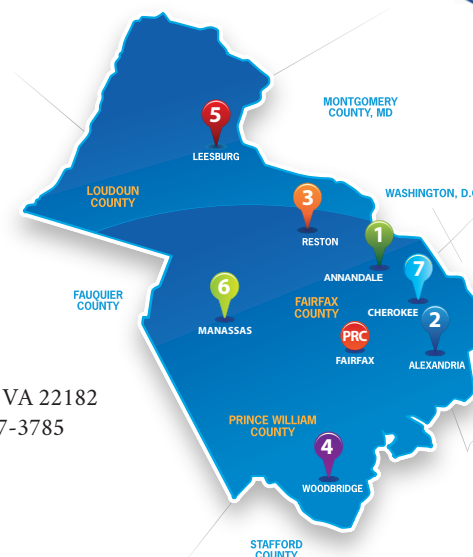 MONTGOMERY
COUNTY, MD
5
LEESBURG
LOUDOUN
COUNTY
3
RESTON
WASHINGTON, D.C
1
ANNANDALE
7
CHEROKEE
FAUQUIER
COUNTY
6
MANASSAS
FAIRFAX
COUNTY
PRC
FAIRFAX
2
ALEXANDRIA
VA 22182
7-3785
PRINCE WILLIAM
COUNTY
4
WOODBRIDGE
STAFFORD
COUNTY